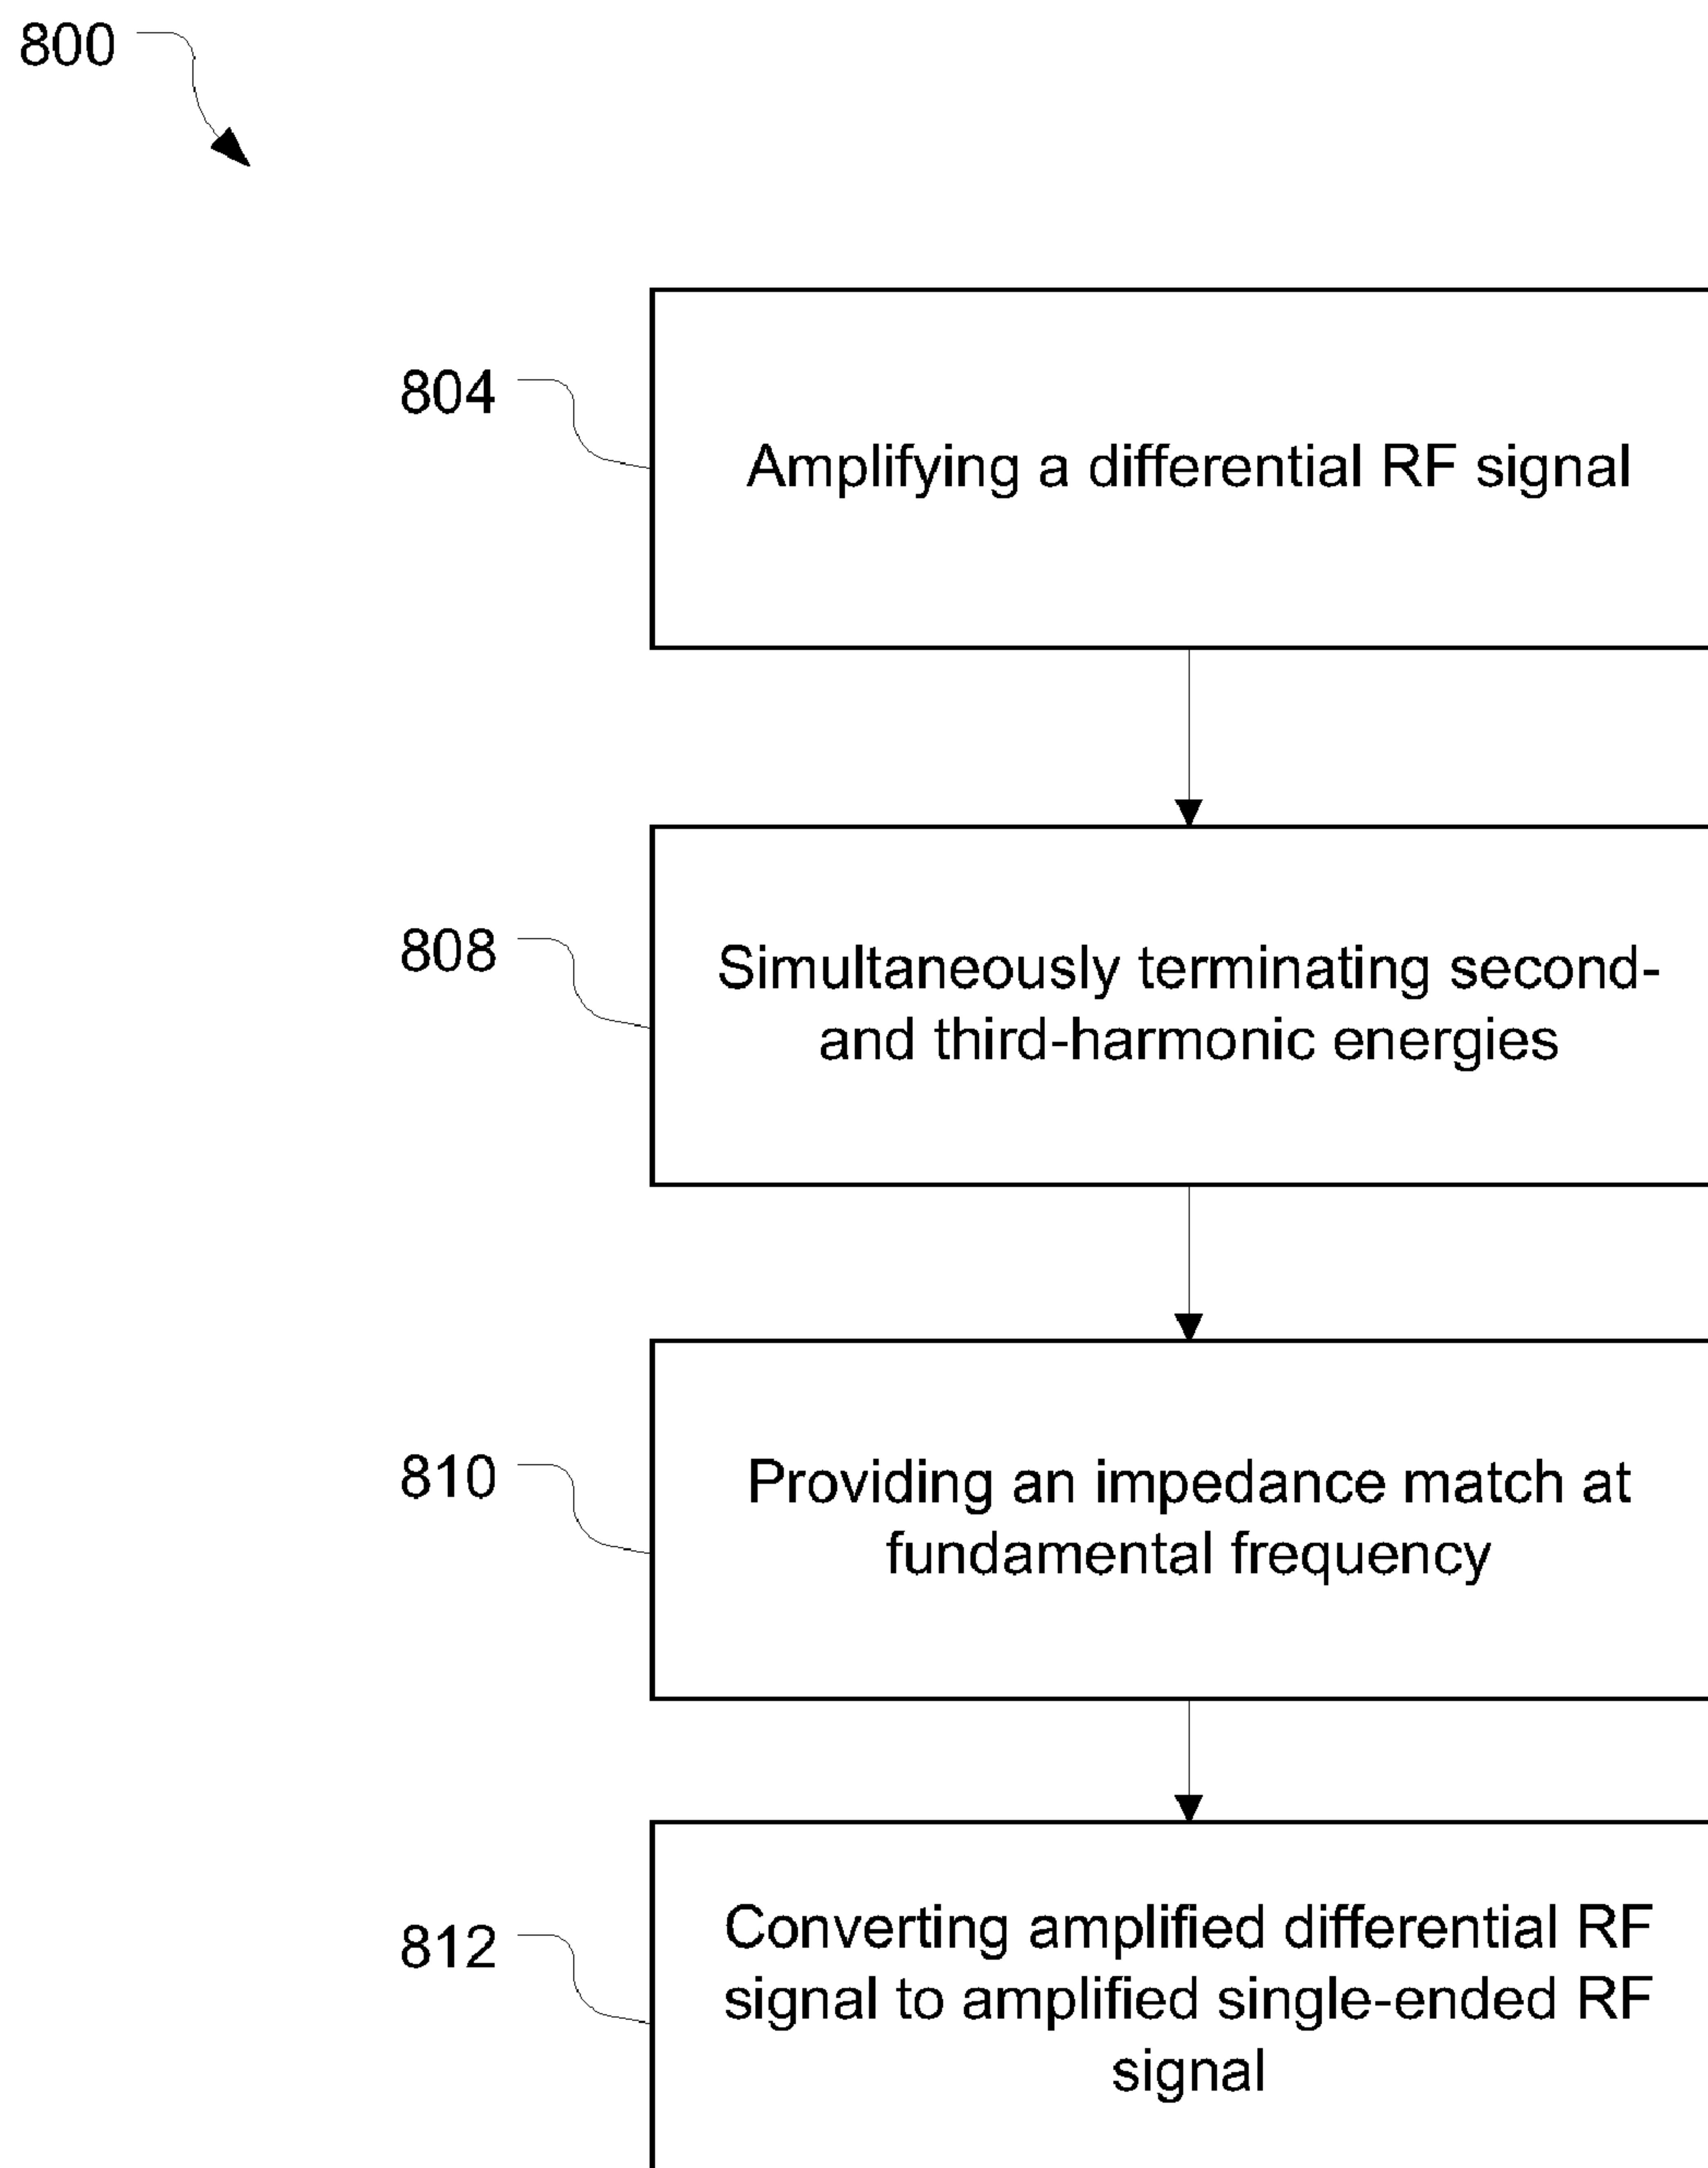 800
804
Amplifying a differential RF signal
808
Simultaneously terminating second-
and third-harmonic energies
810
Providing an impedance match at
fundamental frequency
812
Converting amplified differential RF
signal to amplified single-ended RF
signal